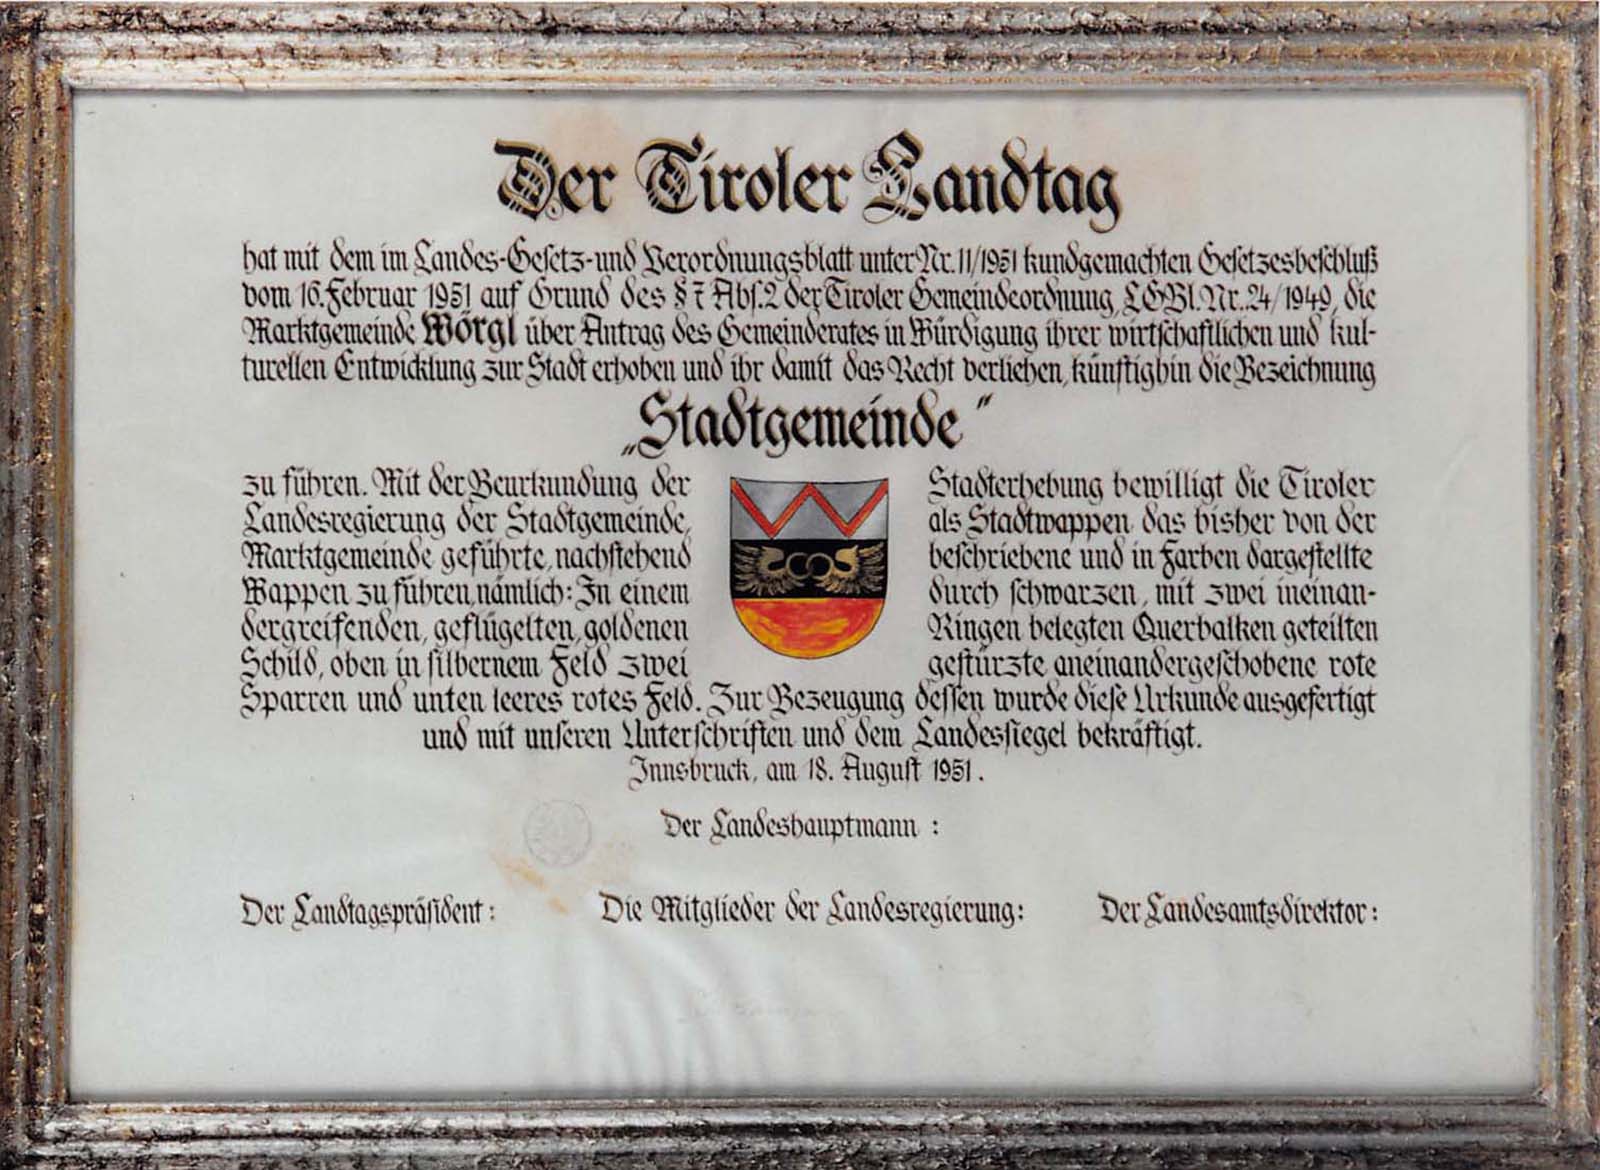 Der Tiroler Landtag
hat mit dem im Landes-Gesetz-und Verordnungsblatt unter Nr. 11/1951 kundgemachten Gesetzesbeschluß
vom 16. Februar 1951 auf Grund des § 7 Abs. 2 der Tiroler Gemeindeordnung, LGBl. Nr. 24/1949, die
Marktgemeinde Wörgl über Antrag des Gemeinderates in Würdigung ihrer wirtschaftlichen und kul-
turellen Entwicklung zur Stadt erhoben und ihr damit das Recht verliehen, künftighin die Bezeichnung
„Stadtgemeinde"
zu führen. Mit der Beurkundung der Stadterhebung bewilligt die Tiroler
Landesregierung der Stadtgemeinde, als Stadtwappen das bisher von der
Marktgemeinde geführte, nachstehend beschriebene und in Farben dargestellte
Wappen zu führen, nämlich: In einem durch schwarzen, mit zwei ineinan-
dergreifenden, geflügelten, goldenen Ringen belegten Querbalken geteilten
Schild, oben in silbernem Feld zwei gestürzte aneinandergeschobene rote
Sparren und unten leeres rotes Feld. Zur Bezeugung dessen wurde diese Urkunde ausgefertigt
und mit unseren Unterschriften und dem Landessiegel bekräftigt.
Innsbruck, am 18. August 1951.
Der Landeshauptmann :
Der Landtagspräsident : Die Mitglieder der Landesregierung: Der Landesamtsdirektor :